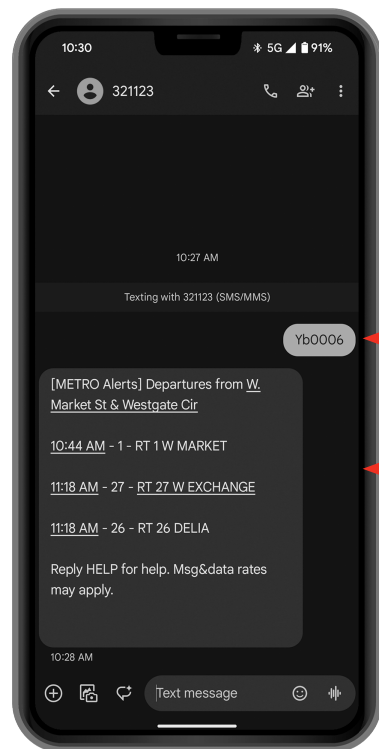 10:30 5G 91%
321123
10:27 AM
Texting with 321123 (SMS/MMS)
Yb0006
[METRO Alerts] Departures from W.
Market St & Westgate Cir
10:44 AM - 1 - RT 1 W MARKET
11:18 AM - 27 - RT 27 W EXCHANGE
11:18 AM - 26 - RT 26 DELIA
Reply HELP for help. Msg&data rates
may apply.
10:28 AM
Text message